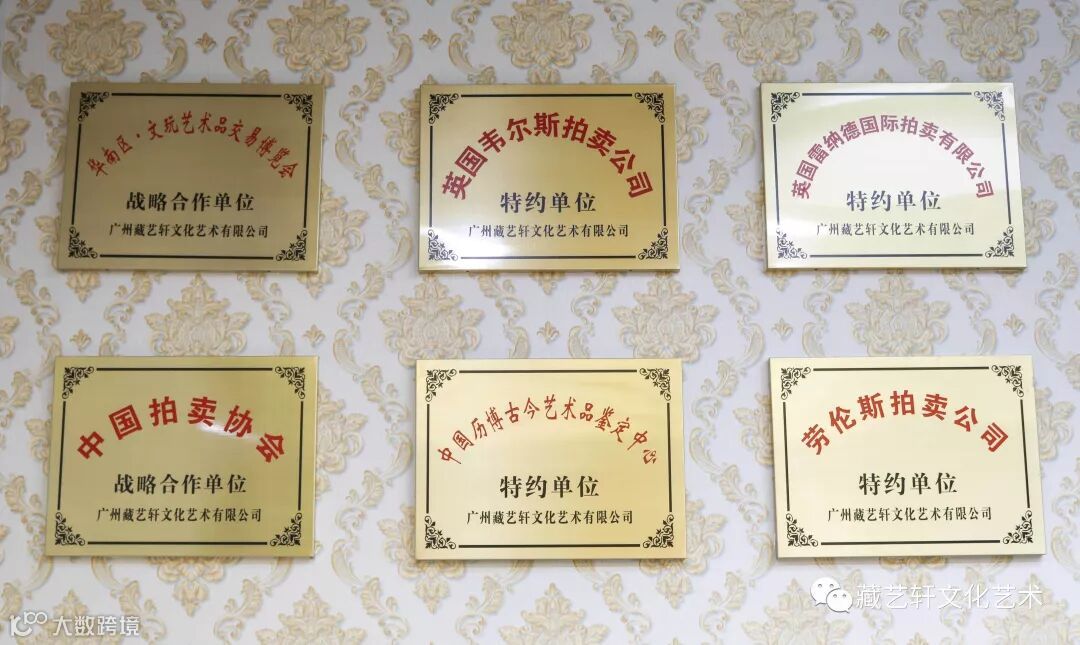 华南区·文玩艺术品交易博览会
战略合作单位
广州藏艺轩文化艺术有限公司
英国韦尔斯拍卖公司
特约单位
广州藏艺轩文化艺术有限公司
英国雷纳德国际拍卖有限公司
特约单位
广州藏艺轩文化艺术有限公司
中国拍卖协会
战略合作单位
广州藏艺轩文化艺术有限公司
中国历博古今艺术品鉴定中心
特约单位
广州藏艺轩文化艺术有限公司
劳伦斯拍卖公司
特约单位
广州藏艺轩文化艺术有限公司
藏艺轩文化艺术
大数跨境